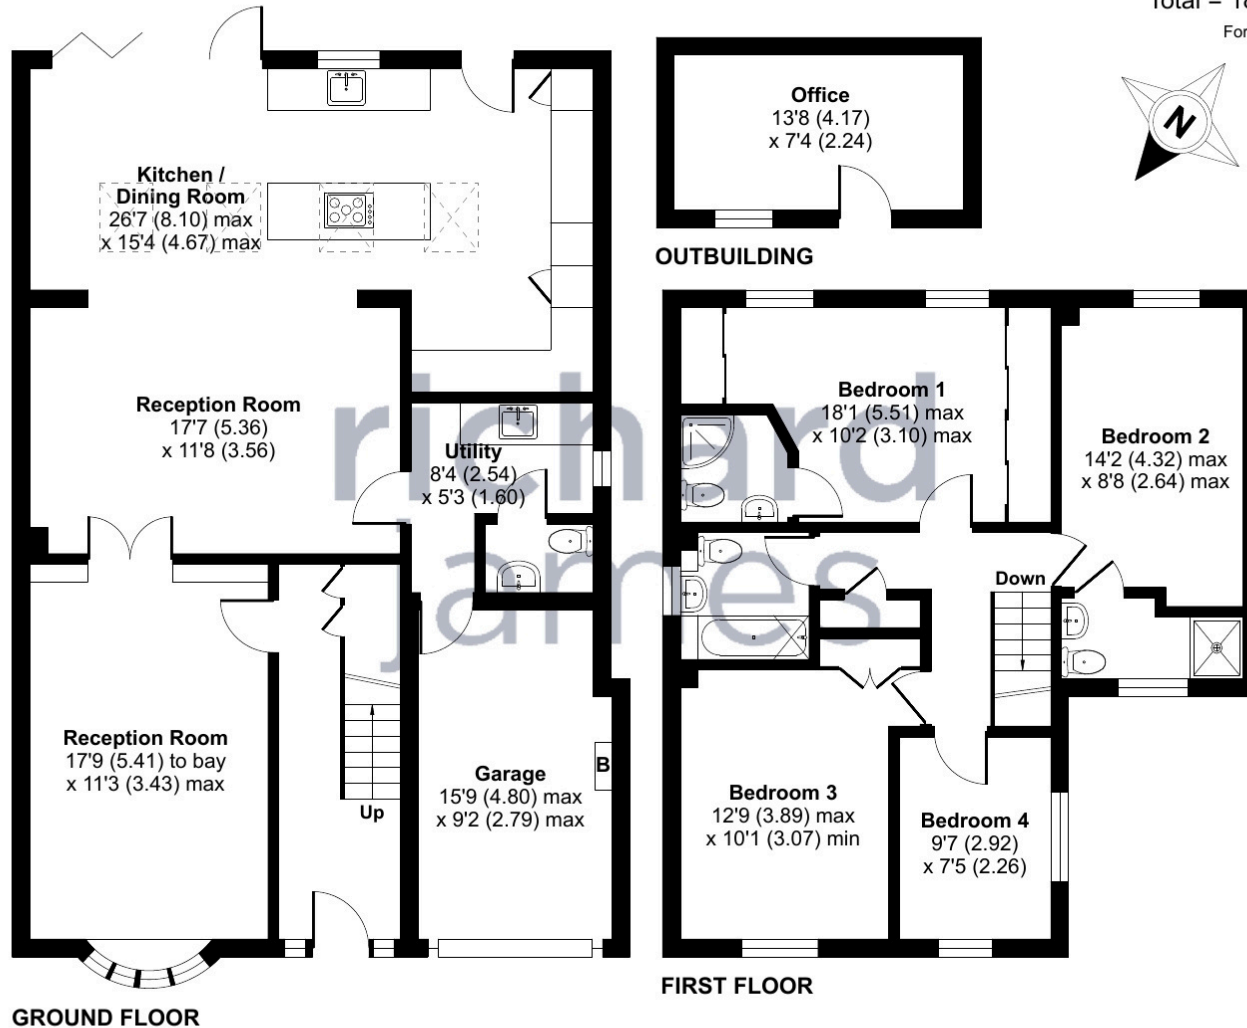 Total = 18
For
N
Kitchen /
Dining Room
26'7 (8.10) max
x 15'4 (4.67) max
Office
13'8 (4.17)
x 7'4 (2.24)
OUTBUILDING
Reception Room
17'7 (5.36)
x 11'8 (3.56)
Utility
8'4 (2.54)
x 5'3 (1.60)
Bedroom 1
18'1 (5.51) max
x 10'2 (3.10) max
Bedroom 2
14'2 (4.32) max
x 8'8 (2.64) max
richard
james
Down
Reception Room
17'9 (5.41) to bay
x 11'3 (3.43) max
Up
Garage
15'9 (4.80) max
x 9'2 (2.79) max
B
Bedroom 3
12'9 (3.89) max
x 10'1 (3.07) min
Bedroom 4
9'7 (2.92)
x 7'5 (2.26)
FIRST FLOOR
GROUND FLOOR